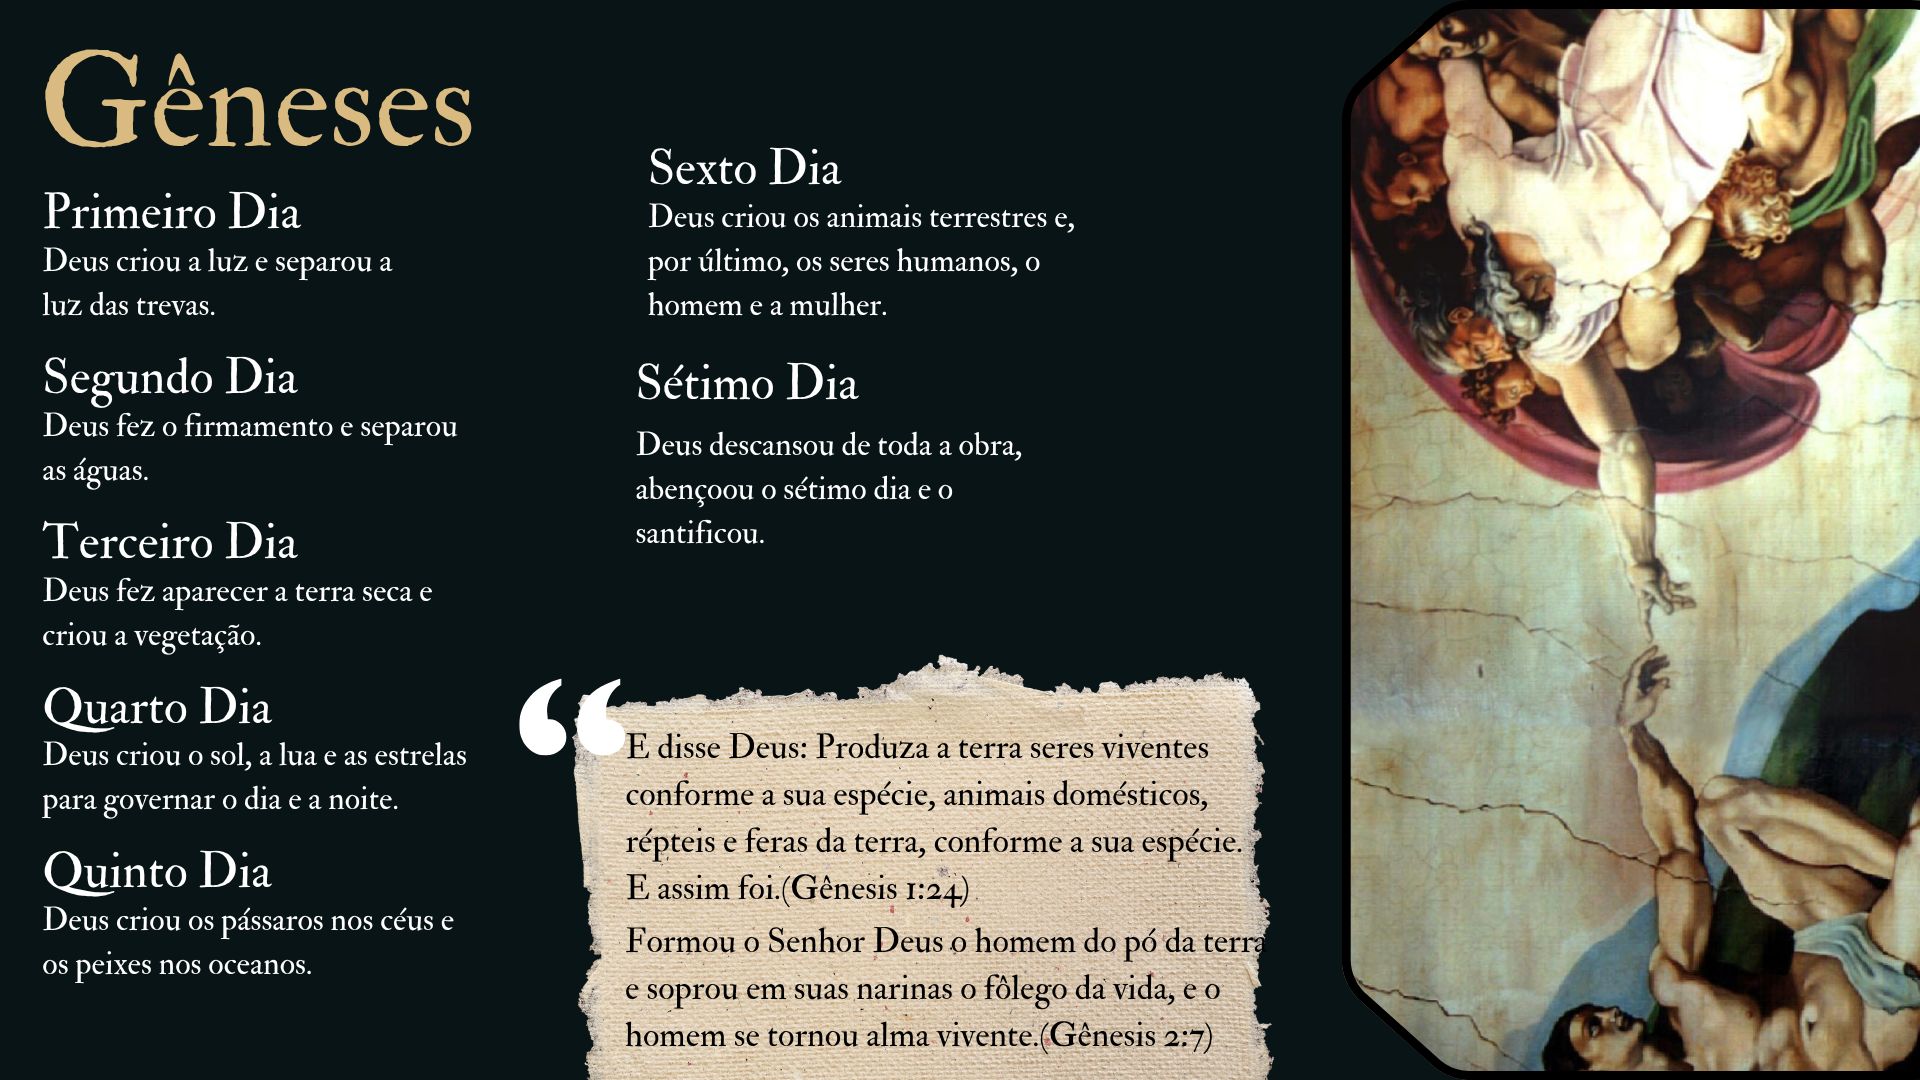 Gêneses
Primeiro Dia
Deus criou a luz e separou a
luz das trevas.
Segundo Dia
Deus fez o firmamento e separou
as águas.
Terceiro Dia
Deus fez aparecer a terra seca e
criou a vegetação.
Quarto Dia
Deus criou o sol, a lua e as estrelas
para governar o dia e a noite.
Quinto Dia
Deus criou os pássaros nos céus e
os peixes nos oceanos.
Sexto Dia
Deus criou os animais terrestres e,
por último, os seres humanos, o
homem e a mulher.
Sétimo Dia
Deus descansou de toda a obra,
abençoou o sétimo dia e o
santificou.
“
E disse Deus: Produza a terra seres viventes
conforme a sua espécie, animais domésticos,
répteis e feras da terra, conforme a sua espécie.
E assim foi.(Gênesis 1:24)
Formou o Senhor Deus o homem do pó da terra
e soprou em suas narinas o fôlego da vida, e o
homem se tornou alma vivente.(Gênesis 2:7)